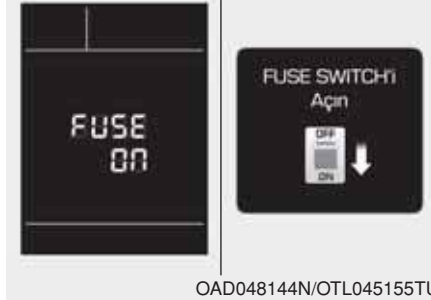 FUSE
ON
FUSE SWITCH'i
Açın
OFF
ON
OAD048144N/OTL045155TU